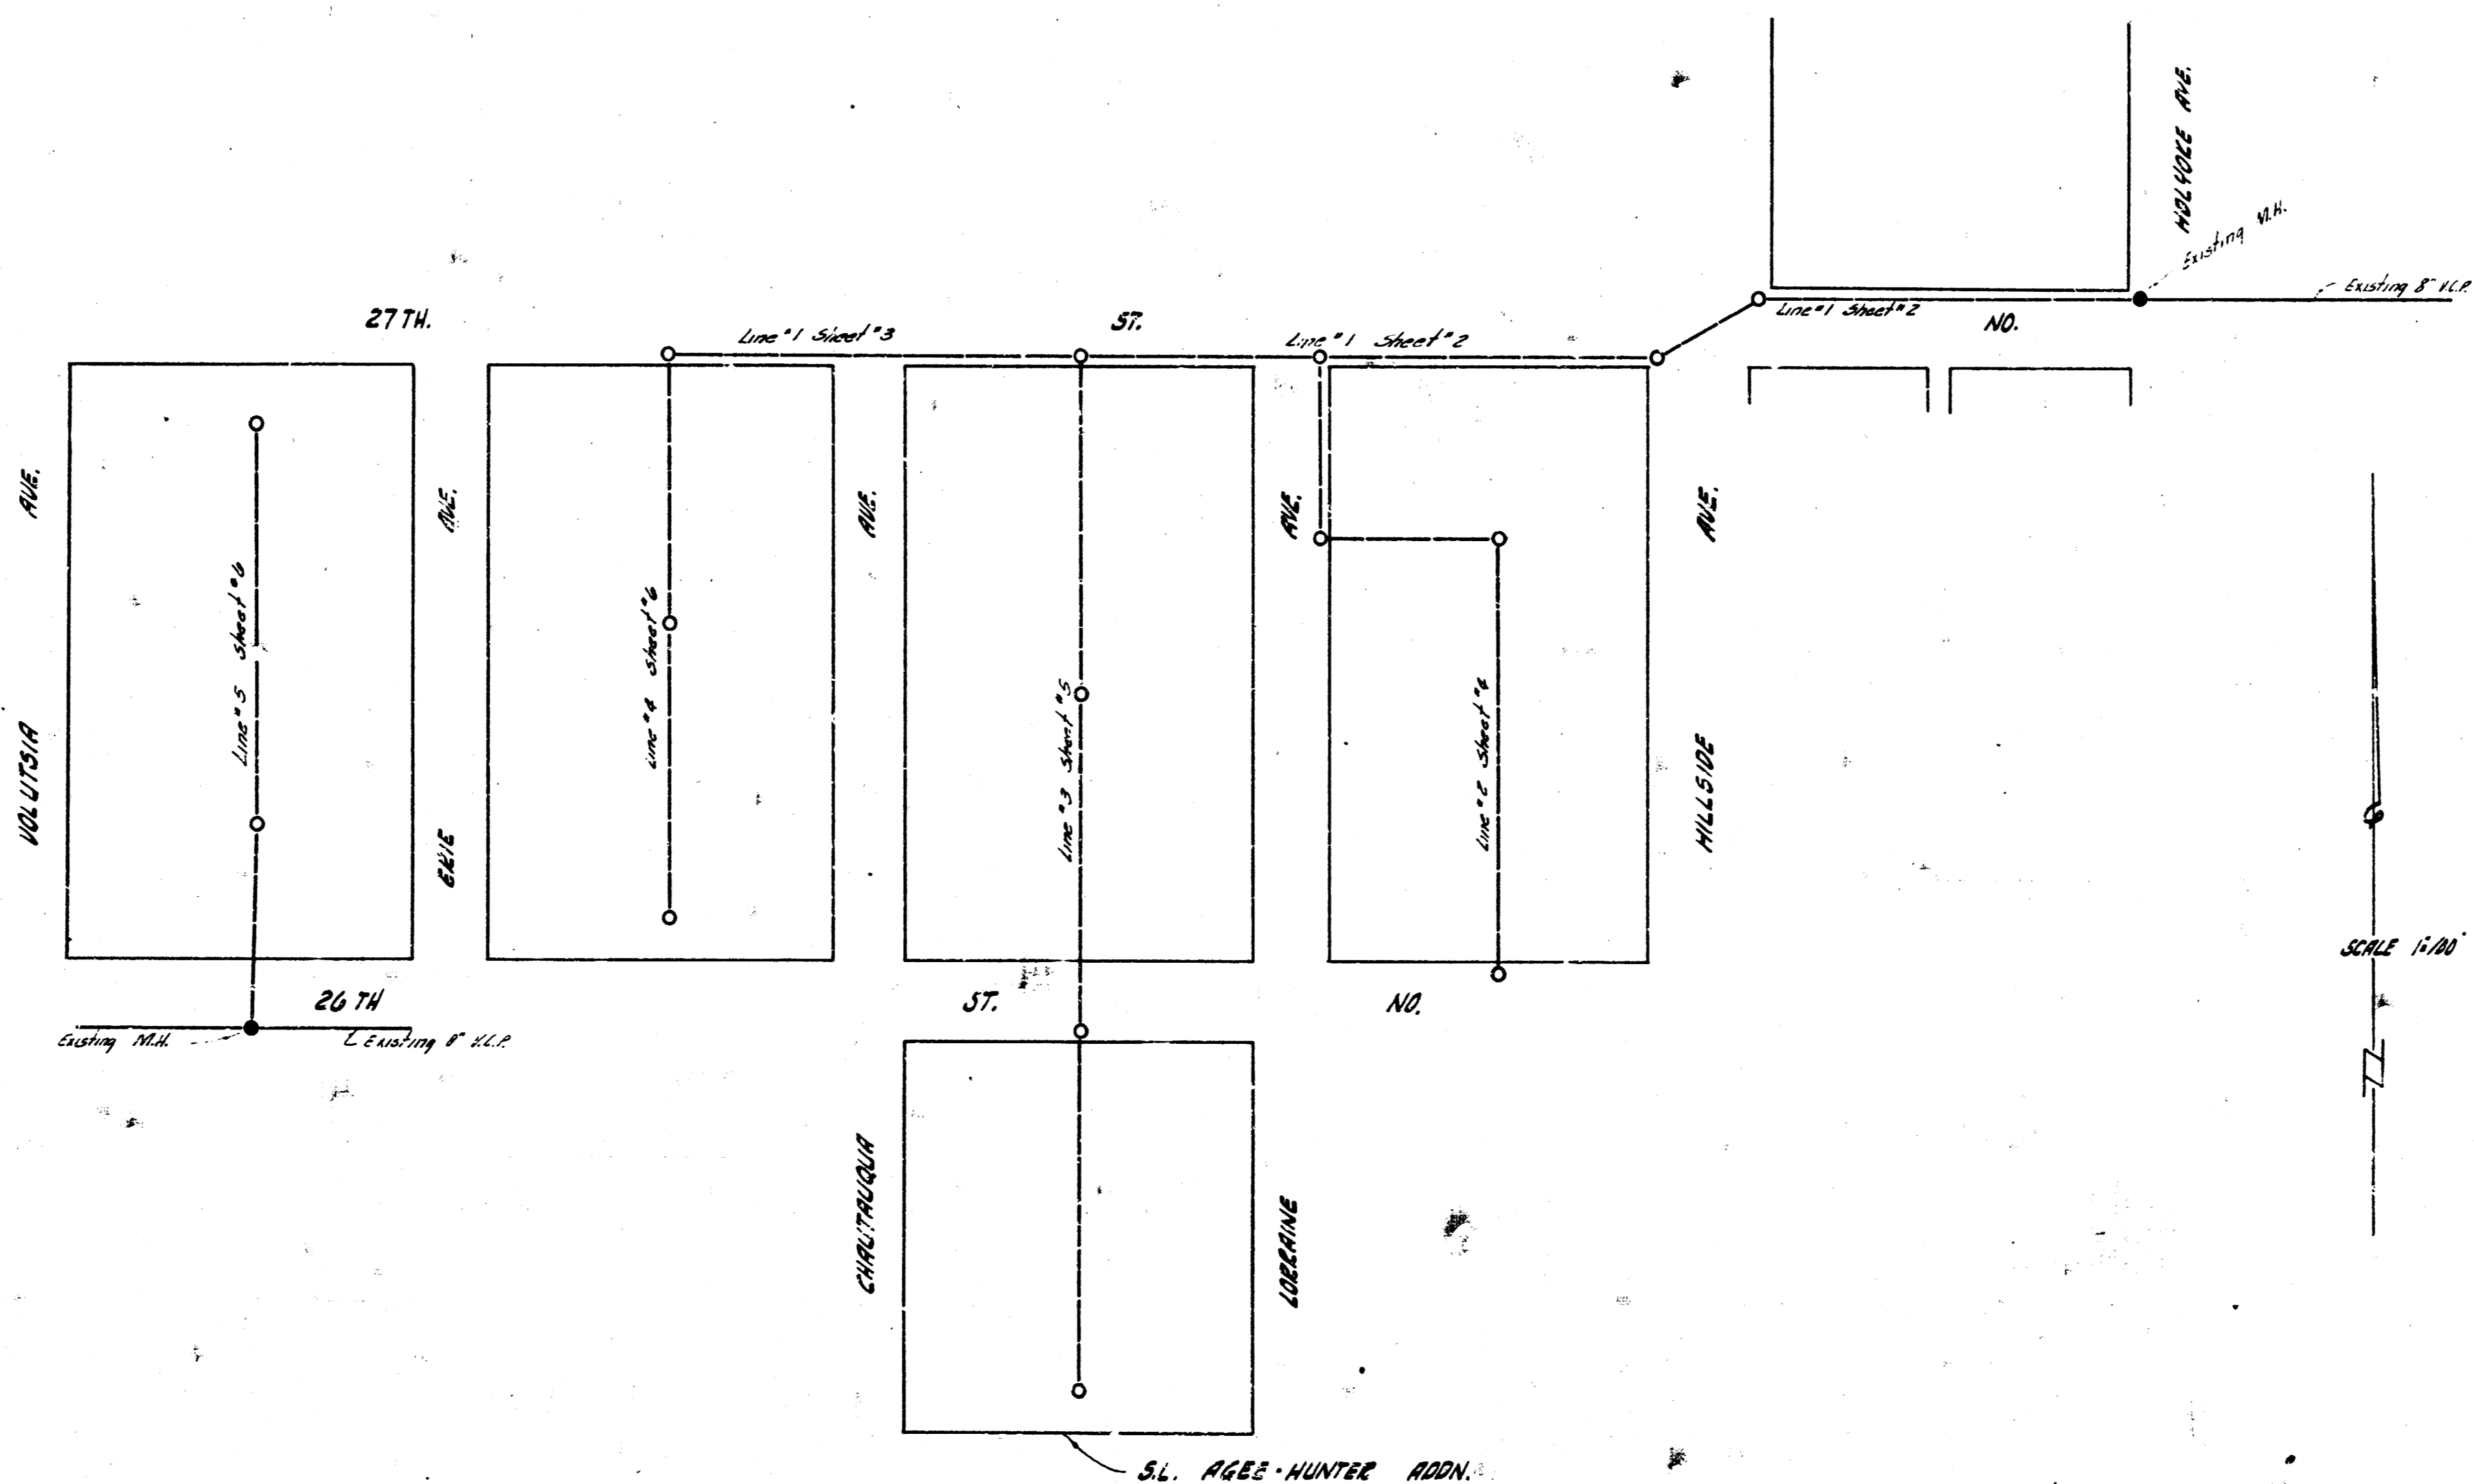 HOLYOKE AVE.
Existing M.H.
Existing 8" V.C.P.
27TH. ST. NO.
Line #1 Sheet #3
Line #1 Sheet #2
Line #1 Sheet #2
AVE.
AVE.
AVE.
AVE.
AVE.
VOLUTSIA
ERIE
HILLSIDE
Line #5 Sheet #6
Line #4 Sheet #6
Line #3 Sheet #5
Line #2 Sheet #4
SCALE 1"=100'
26TH ST. NO.
Existing M.H.
Existing 8" V.C.P.
CHAUTAUQUA
LORRAINE
S.L. AGEE-HUNTER ADDN.